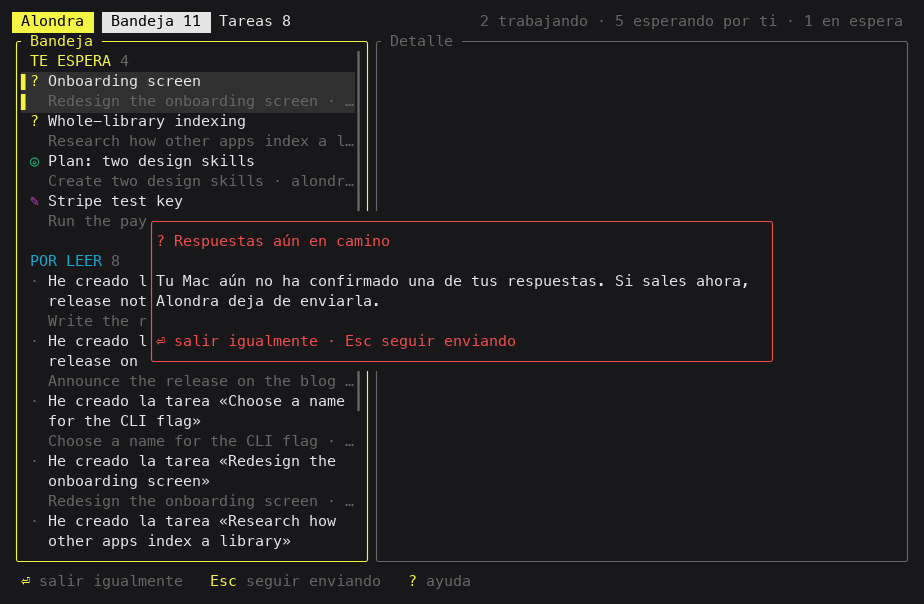 Alondra  Bandeja 11  Tareas 8  2 trabajando · 5 esperando por ti · 1 en espera
Bandeja
Detalle
TE ESPERA 4
? Onboarding screen
Redesign the onboarding screen · …
? Whole—library indexing
Research how other apps index a l…
◎ Plan: two design skills
Create two design skills · alondr…
✎ Stripe test key
Run the pay
POR LEER 8
· He creado l
release not
Write the r
· He creado l
release on
Announce the release on the blog …
· He creado la tarea «Choose a name
for the CLI flag»
Choose a name for the CLI flag · …
· He creado la tarea «Redesign the
onboarding screen»
Redesign the onboarding screen · …
· He creado la tarea «Research how
other apps index a library»
? Respuestas aún en camino
Tu Mac aún no ha confirmado una de tus respuestas. Si sales ahora,
Alondra deja de enviarla.
⏎ salir igualmente · Esc seguir enviando
⏎ salir igualmente  Esc seguir enviando  ? ayuda